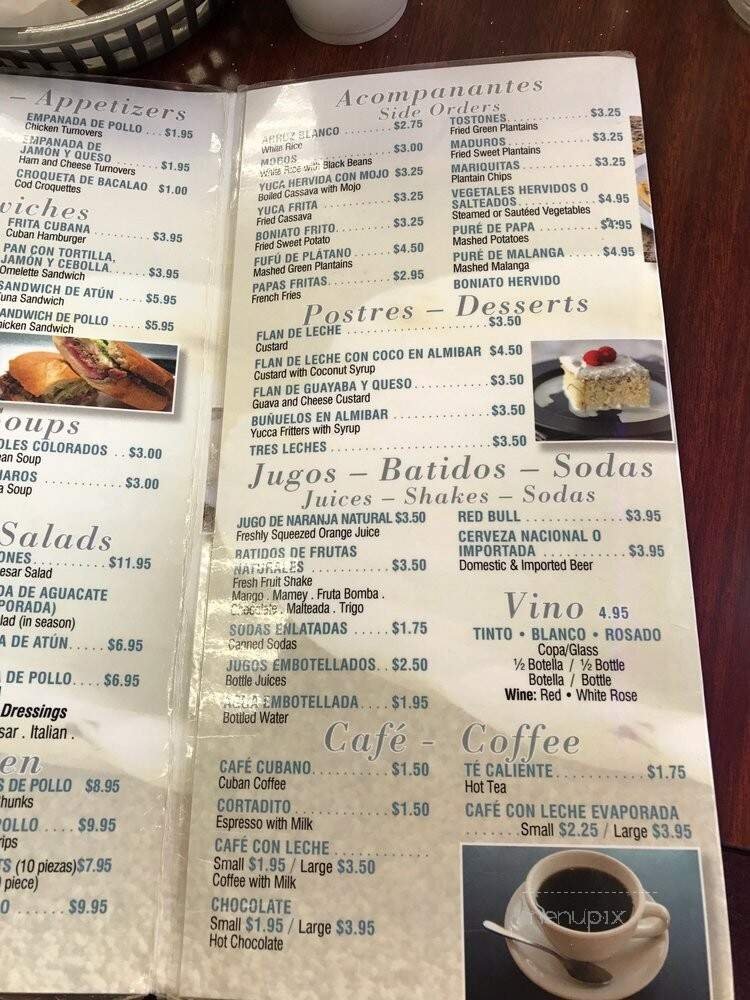 – Appetizers
EMPANADA DE POLLO ... $1.95
Chicken Turnovers
EMPANADA DE
JAMÓN Y QUESO ........ $1.95
Ham and Cheese Turnovers
CROQUETA DE BACALAO $1.00
Cod Croquettes
wiches
FRITA CUBANA .......... $3.95
Cuban Hamburger
PAN CON TORTILLA,
JAMÓN Y CEBOLLA ..... $3.95
Omelette Sandwich
SANDWICH DE ATÚN .... $5.95
una Sandwich
ANDWICH DE POLLO .... $5.95
hicken Sandwich
oups
OLES COLORADOS .. $3.00
an Soup
AROS .......... $3.00
a Soup
Salads
ONES ......... $11.95
esar Salad
DA DE AGUACATE
PORADA)
lad (in season)
A DE ATÚN ..... $6.95
A DE POLLO .... $6.95
Dressings
sar . Italian .
en
S DE POLLO $8.95
hunks
POLLO .... $9.95
rips
TS (10 piezas) $7.95
piece)
O ......... $9.95
Acompanantes
Side Orders
ARROZ BLANCO ........ $2.75
White Rice
MOROS ............ $3.00
White Rice with Black Beans
YUCA HERVIDA CON MOJO $3.25
Boiled Cassava with Mojo
YUCA FRITA ............ $3.25
Fried Cassava
BONIATO FRITO .......... $3.25
Fried Sweet Potato
FUFÚ DE PLÁTANO ...... $4.50
Mashed Green Plantains
PAPAS FRITAS .......... $2.95
French Fries
TOSTONES ............. $3.25
Fried Green Plantains
MADUROS ............. $3.25
Fried Sweet Plantains
MARIQUITAS ........... $3.25
Plantain Chips
VEGETALES HERVIDOS O
SALTEADOS ............ $4.95
Steamed or Sautéed Vegetables
PURÉ DE PAPA ......... $4.95
Mashed Potatoes
PURÉ DE MALANGA ...... $4.95
Mashed Malanga
BONIATO HERVIDO
Postres – Desserts
FLAN DE LECHE .................. $3.50
Custard
FLAN DE LECHE CON COCO EN ALMIBAR $4.50
Custard with Coconut Syrup
FLAN DE GUAYABA Y QUESO .......... $3.50
Guava and Cheese Custard
BUÑUELOS EN ALMIBAR ............. $3.50
Yucca Fritters with Syrup
TRES LECHES ...................... $3.50
Jugos – Batidos – Sodas
Juices – Shakes – Sodas
JUGO DE NARANJA NATURAL $3.50
Freshly Squeezed Orange Juice
BATIDOS DE FRUTAS
NATURALES ............ $3.50
Fresh Fruit Shake
Mango . Mamey . Fruta Bomba .
Chocolate . Malteada . Trigo
SODAS ENLATADAS ..... $1.75
Canned Sodas
JUGOS EMBOTELLADOS .. $2.50
Bottle Juices
AGUA EMBOTELLADA .... $1.95
Bottled Water
RED BULL ............. $3.95
CERVEZA NACIONAL O
IMPORTADA ............ $3.95
Domestic & Imported Beer
Vino 4.95
TINTO • BLANCO • ROSADO
Copa/Glass
½ Botella / ½ Bottle
Botella / Bottle
Wine: Red • White Rose
Café - Coffee
CAFÉ CUBANO .......... $1.50
Cuban Coffee
CORTADITO ............ $1.50
Espresso with Milk
CAFÉ CON LECHE ............
Small $1.95 / Large $3.50
Coffee with Milk
CHOCOLATE
Small $1.95 / Large $3.95
Hot Chocolate
TÉ CALIENTE ........... $1.75
Hot Tea
CAFÉ CON LECHE EVAPORADA
....... Small $2.25 / Large $3.95
menupix